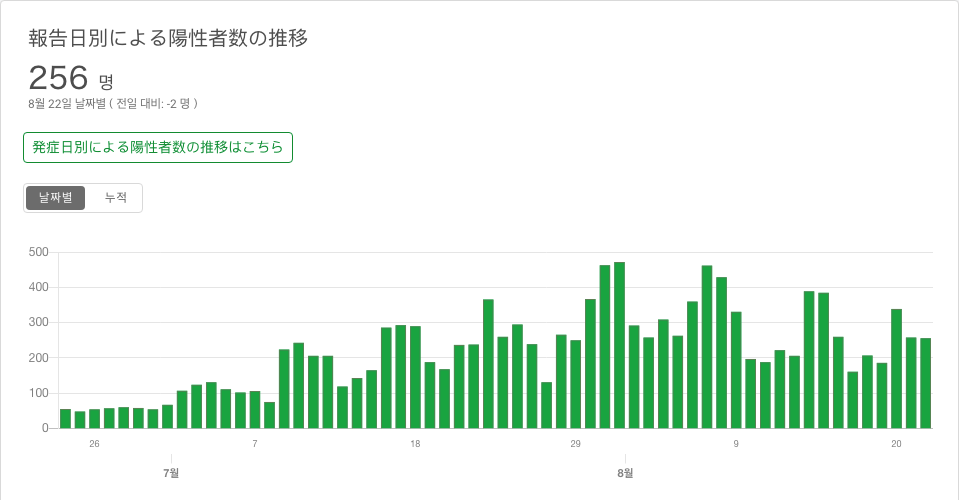 報告日別による陽性者数の推移
256 명
8월 22일 날짜별 ( 전일 대비: -2 명 )
発症日別による陽性者数の推移はこちら
날짜별 누적
500
400
300
200
100
0
26 7 18 29 9 20
7월 8월